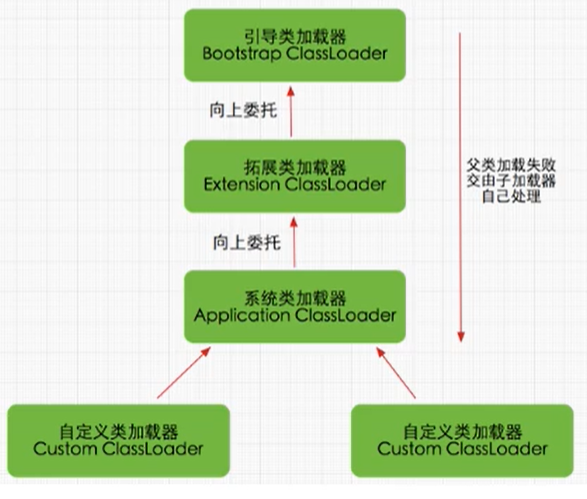 引导类加载器
Bootstrap ClassLoader
向上委托
拓展类加载器
Extension ClassLoader
父类加载失败
交由子加载器
自己处理
向上委托
系统类加载器
Application ClassLoader
自定义类加载器
Custom ClassLoader
自定义类加载器
Custom ClassLoader